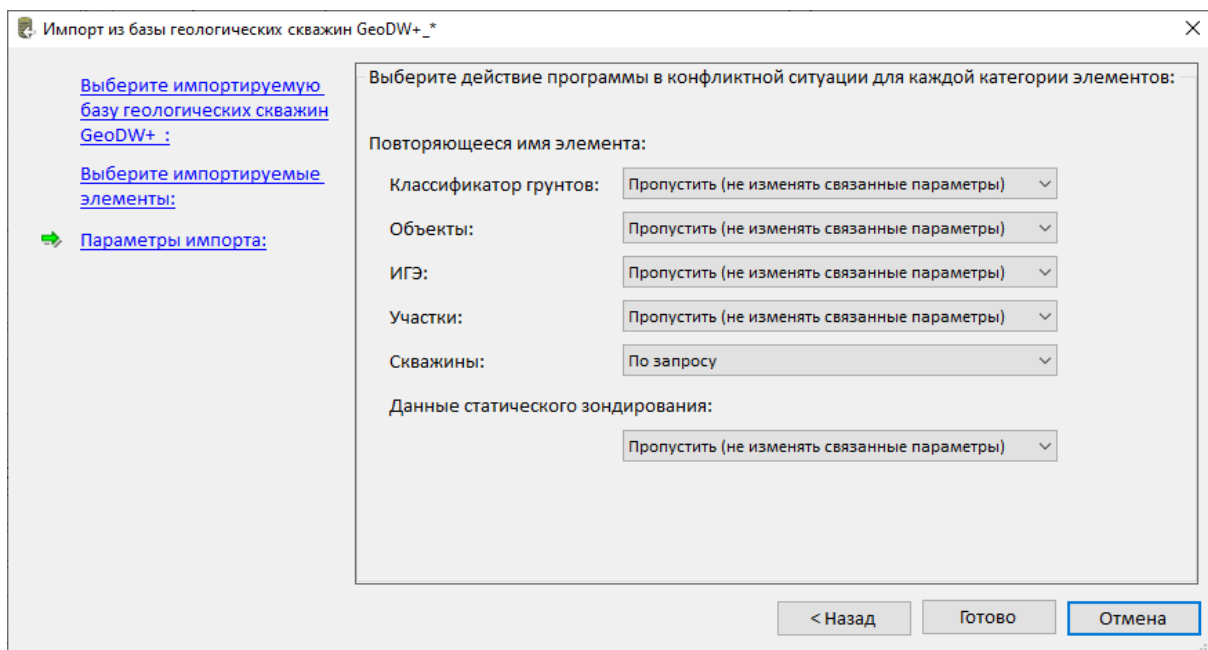 Импорт из базы геологических скважин GeoDW+_*
Выберите импортируемую
базу геологических скважин
GeoDW+ :
Выберите импортируемые
элементы:
Параметры импорта:
Выберите действие программы в конфликтной ситуации для каждой категории элементов:
Повторяющееся имя элемента:
Классификатор грунтов: Пропустить (не изменять связанные параметры)
Объекты: Пропустить (не изменять связанные параметры)
ИГЭ: Пропустить (не изменять связанные параметры)
Участки: Пропустить (не изменять связанные параметры)
Скважины: По запросу
Данные статического зондирования:
Пропустить (не изменять связанные параметры)
< Назад Готово Отмена